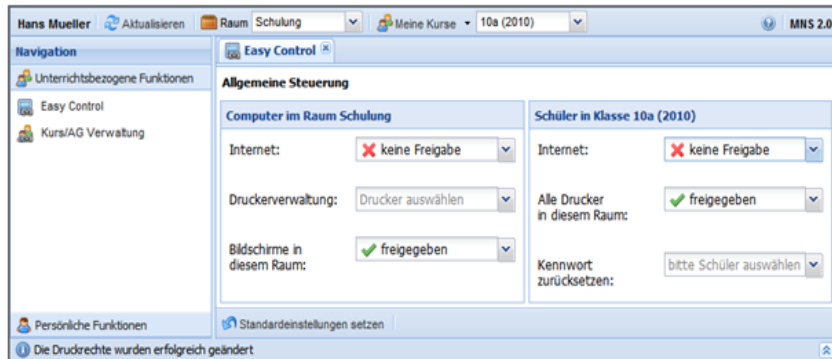 Hans Mueller Aktualisieren Raum Schulung Meine Kurse 10a (2010) MNS 2.0
Navigation
Unterrichtsbezogene Funktionen
Easy Control
Kurs/AG Verwaltung
Persönliche Funktionen
Easy Control
Allgemeine Steuerung
Computer im Raum Schulung
Internet: keine Freigabe
Druckerverwaltung: Drucker auswählen
Bildschirme in
diesem Raum: freigegeben
Schüler in Klasse 10a (2010)
Internet: keine Freigabe
Alle Drucker
in diesem Raum: freigegeben
Kennwort
zurücksetzen: bitte Schüler auswählen
Standardeinstellungen setzen
Die Druckrechte wurden erfolgreich geändert